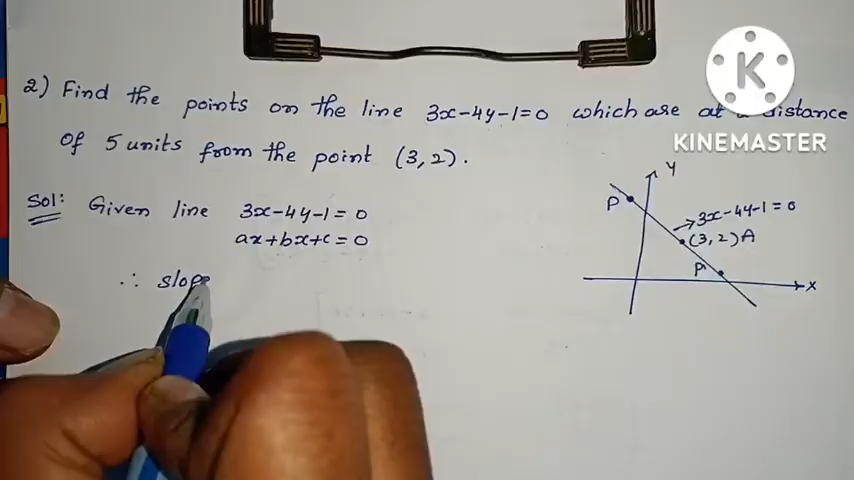 2) Find the points on the line 3x-4y-1=0 which are at a distance
of 5 units from the point (3,2).
Sol: Given line 3x-4y-1=0
ax+bx+c=0
∴ slope
Y
P
3x-4y-1=0
(3,2)A
P
X
K
KINEMASTER